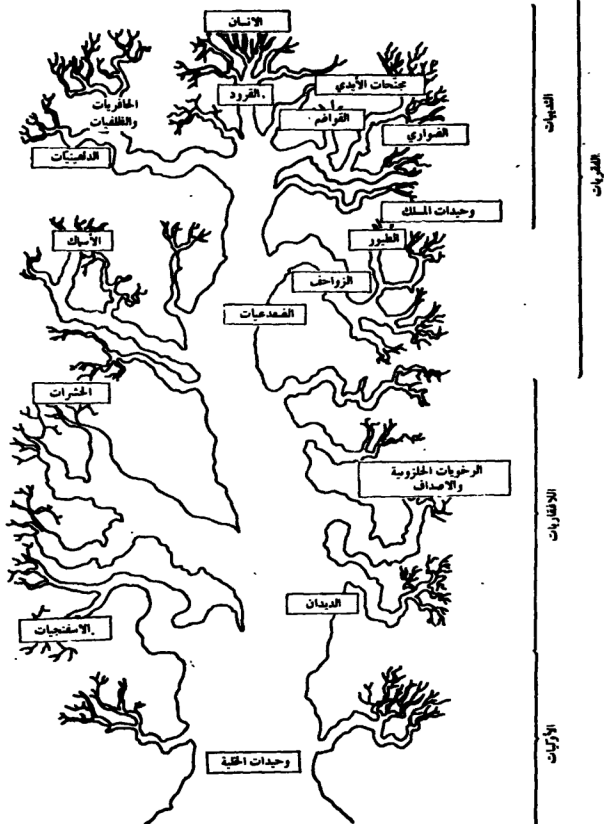 الانسان
مجنحات الأيدي
القرود
الحافريات
والظلفيات
القواضم
الضواري
الدلفينيات
وحيدات المسلك
الأسماك
الطيور
الزواحف
الضفدعيات
الحشرات
الرخويات الحلزونية
والاصداف
الديدان
الاسفنجيات
وحيدات الخلية
الثدييات
الفقريات
اللافقاريات
الأوليات